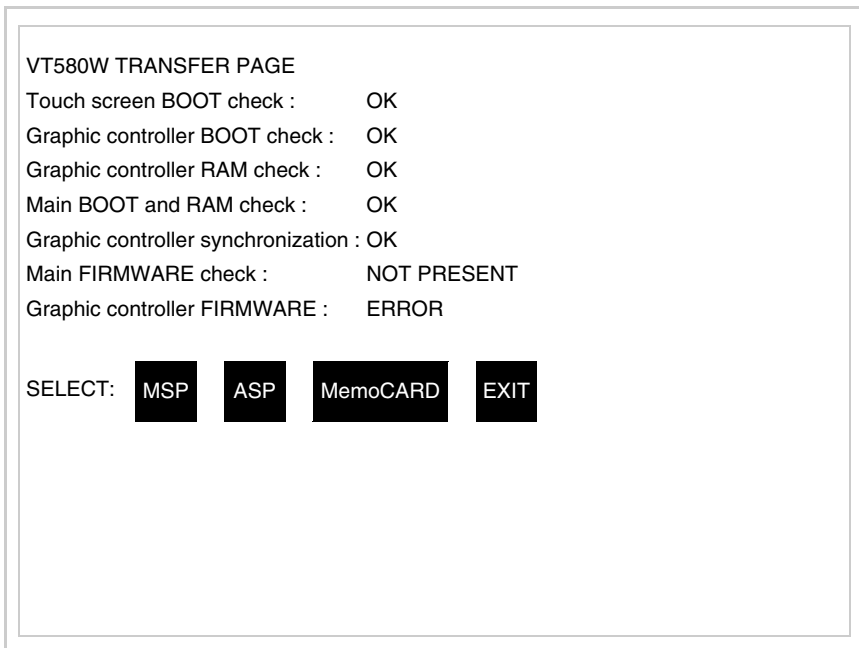 VT580W TRANSFER PAGE
Touch screen BOOT check : OK
Graphic controller BOOT check : OK
Graphic controller RAM check : OK
Main BOOT and RAM check : OK
Graphic controller synchronization : OK
Main FIRMWARE check : NOT PRESENT
Graphic controller FIRMWARE : ERROR
SELECT: MSP ASP MemoCARD EXIT